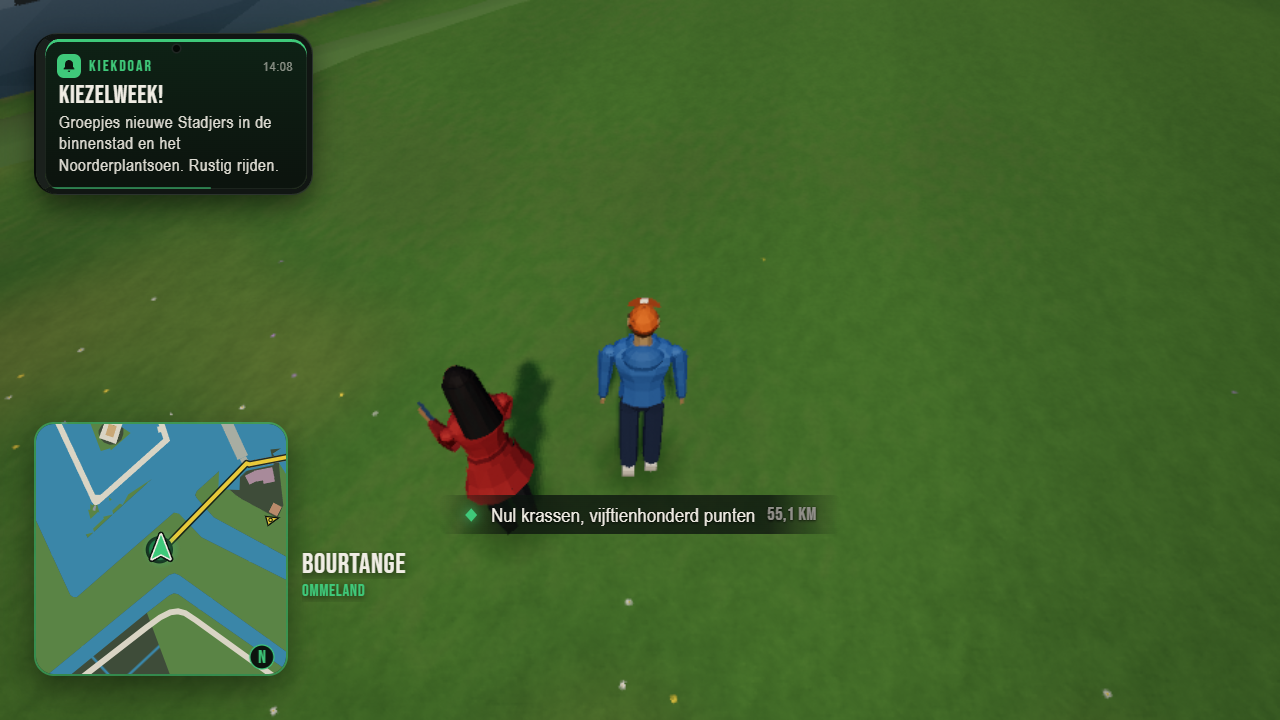 KIEKDOAR 14:08
KIEZELWEEK!
Groepjes nieuwe Stadjers in de
binnenstad en het
Noorderplantsoen. Rustig rijden.
Nul krassen, vijftienhonderd punten 55,1 KM
BOURTANGE
OMMELAND
N